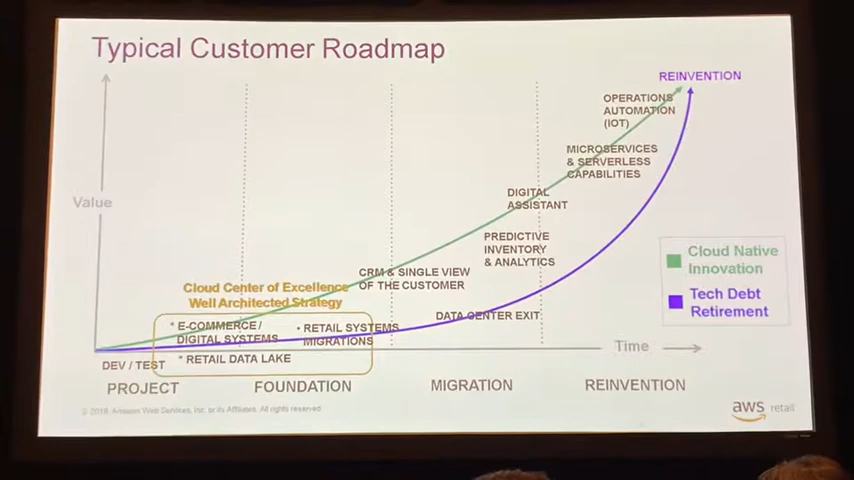 Typical Customer Roadmap
REINVENTION
OPERATIONS
AUTOMATION
(IOT)
MICROSERVICES
& SERVERLESS
CAPABILITIES
Value
DIGITAL
ASSISTANT
PREDICTIVE
INVENTORY
& ANALYTICS
Cloud Native
Innovation
Tech Debt
Retirement
CRM & SINGLE VIEW
OF THE CUSTOMER
Cloud Center of Excellence
Well Architected Strategy
DATA CENTER EXIT
* E-COMMERCE /
DIGITAL SYSTEMS
• RETAIL SYSTEMS
MIGRATIONS
* RETAIL DATA LAKE
Time
DEV / TEST
PROJECT
FOUNDATION
MIGRATION
REINVENTION
© 2018, Amazon Web Services, Inc. or its Affiliates. All rights reserved.
aws retail